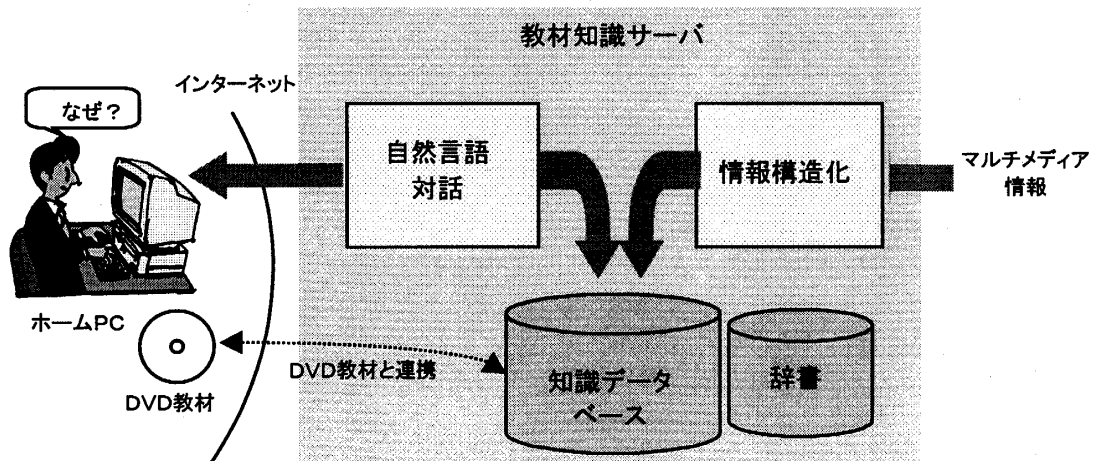 教材知識サーバ
インターネット
なぜ?
自然言語
対話
情報構造化
マルチメディア
情報
ホームPC
DVD教材
DVD教材と連携
知識データ
ベース
辞書